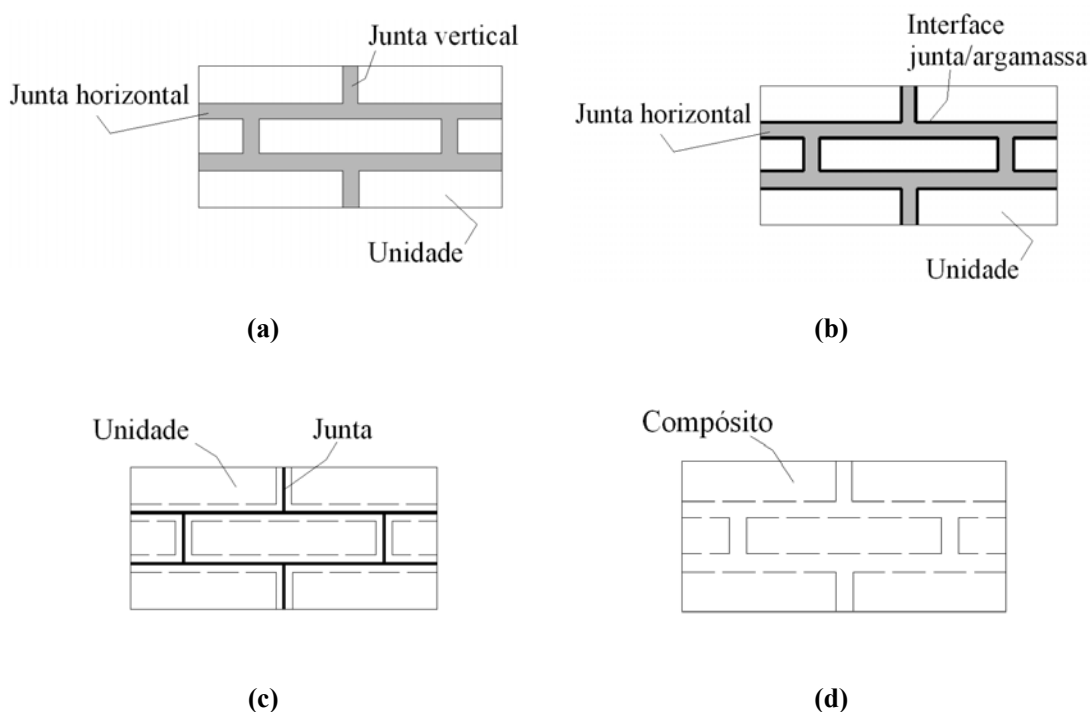 Junta vertical
Junta horizontal
Unidade
(a)
Interface
junta/argamassa
Junta horizontal
Unidade
(b)
Unidade
Junta
(c)
Compósito
(d)